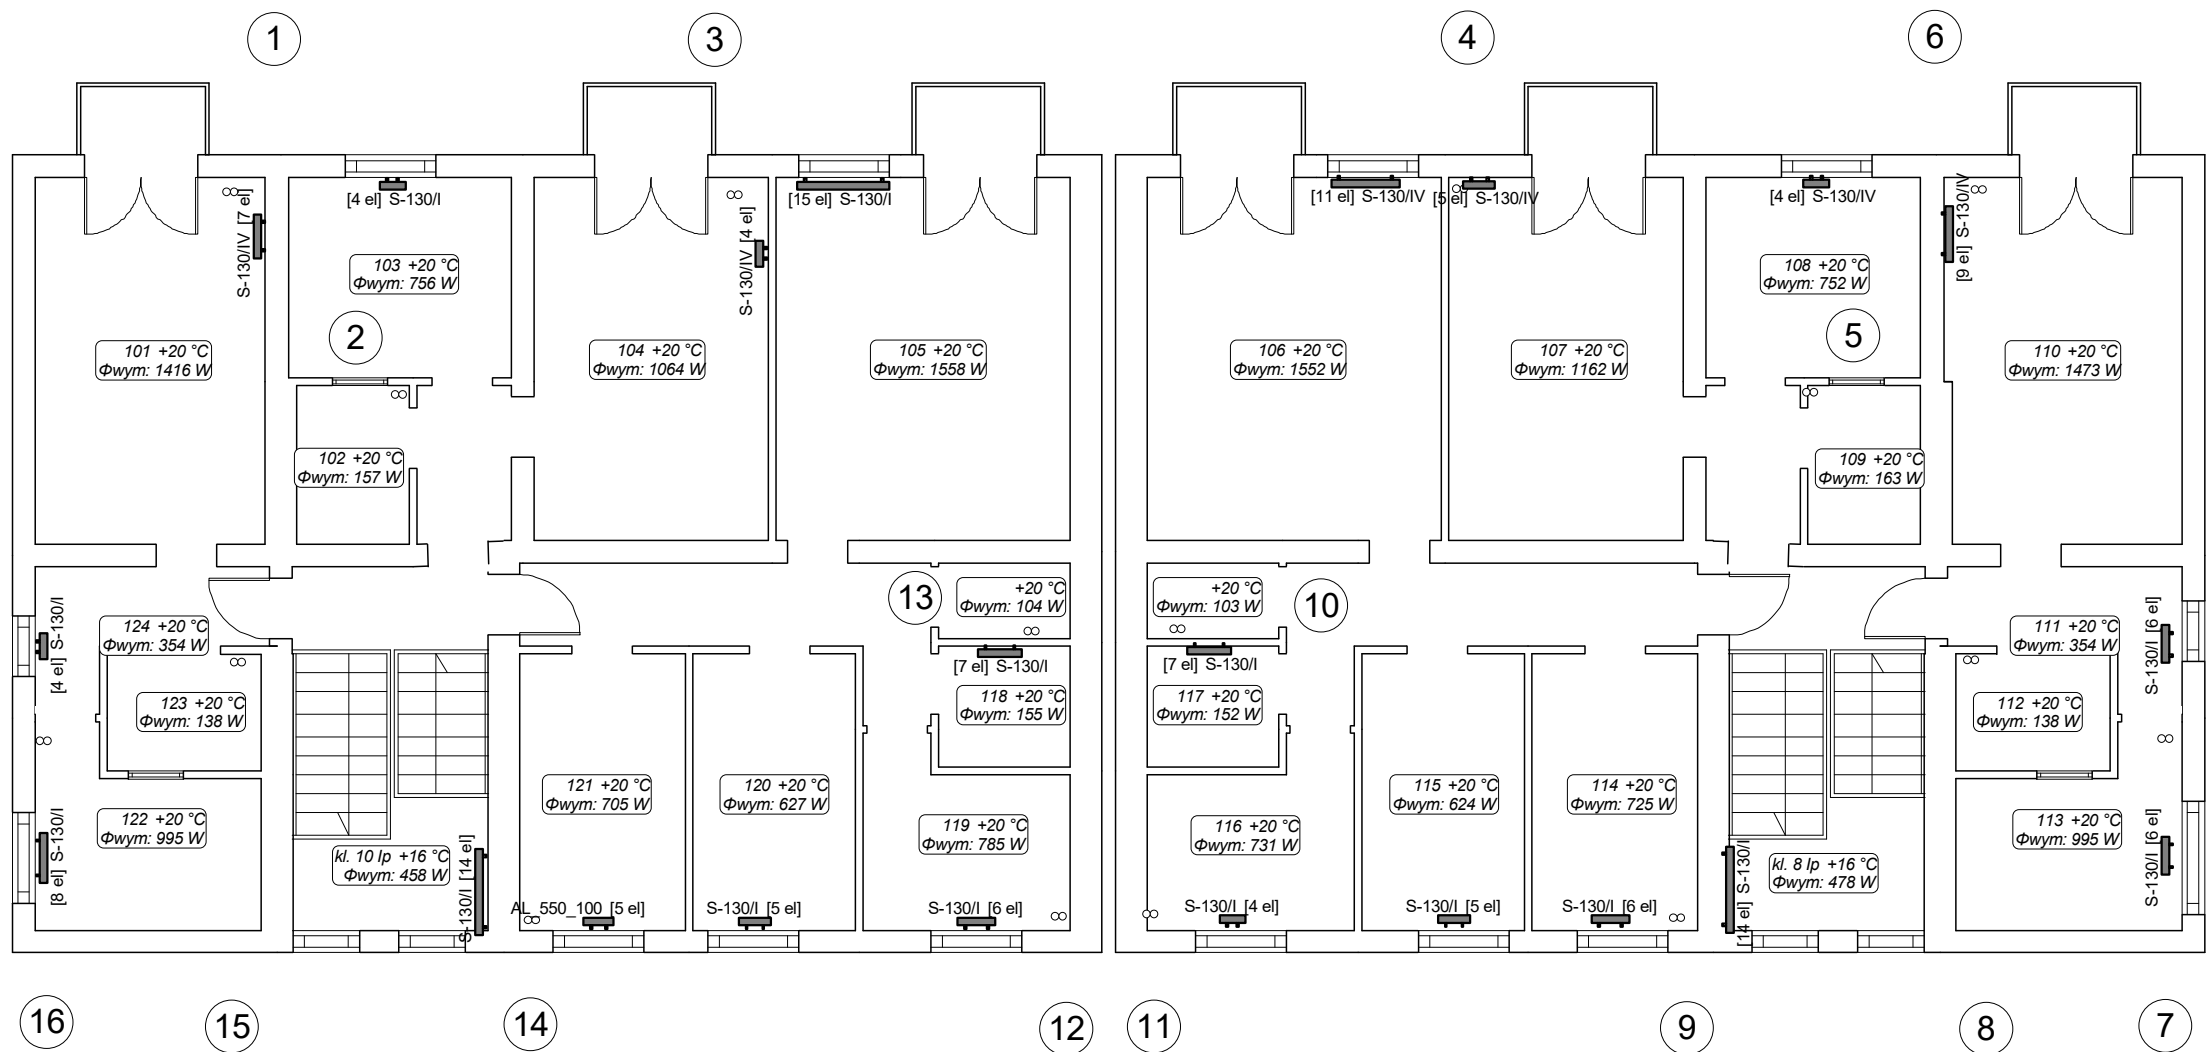 1
3
4
6
[4 el] S-130/I
[15 el] S-130/I
[11 el] S-130/IV
[5 el] S-130/IV
[4 el] S-130/IV
S-130/IV [7 el]
S-130/IV [4 el]
[9 el] S-130/IV
103 +20 °C
Φwym: 756 W
108 +20 °C
Φwym: 752 W
2
5
101 +20 °C
Φwym: 1416 W
104 +20 °C
Φwym: 1064 W
105 +20 °C
Φwym: 1558 W
106 +20 °C
Φwym: 1552 W
107 +20 °C
Φwym: 1162 W
110 +20 °C
Φwym: 1473 W
102 +20 °C
Φwym: 157 W
109 +20 °C
Φwym: 163 W
13
+20 °C
Φwym: 104 W
+20 °C
Φwym: 103 W
10
[4 el] S-130/I
124 +20 °C
Φwym: 354 W
111 +20 °C
Φwym: 354 W
S-130/I [6 el]
[7 el] S-130/I
[7 el] S-130/I
123 +20 °C
Φwym: 138 W
118 +20 °C
Φwym: 155 W
117 +20 °C
Φwym: 152 W
112 +20 °C
Φwym: 138 W
121 +20 °C
Φwym: 705 W
120 +20 °C
Φwym: 627 W
115 +20 °C
Φwym: 624 W
114 +20 °C
Φwym: 725 W
122 +20 °C
Φwym: 995 W
119 +20 °C
Φwym: 785 W
116 +20 °C
Φwym: 731 W
113 +20 °C
Φwym: 995 W
[8 el] S-130/I
kl. 10 Ip +16 °C
Φwym: 458 W
S-130/I [14 el]
[14 el] S-130/I
kl. 8 Ip +16 °C
Φwym: 478 W
S-130/I [6 el]
AL_550_100 [5 el]
S-130/I [5 el]
S-130/I [6 el]
S-130/I [4 el]
S-130/I [5 el]
S-130/I [6 el]
16
15
14
12
11
9
8
7